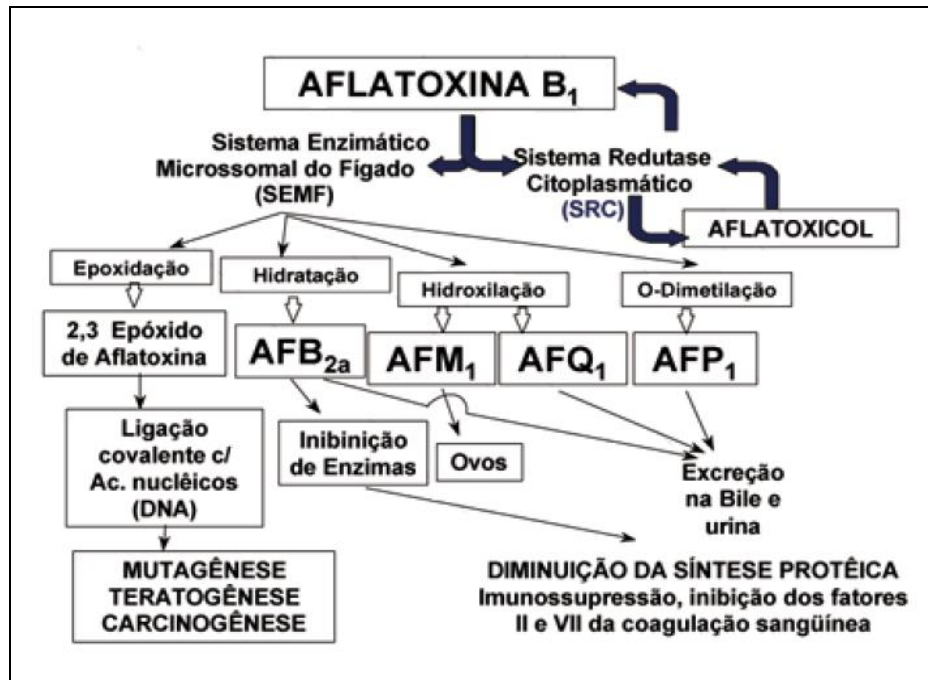 AFLATOXINA B1
Sistema Enzimático
Microssomal do Fígado
(SEMF)
Sistema Redutase
Citoplasmático
(SRC)
AFLATOXICOL
Epoxidação
Hidratação
Hidroxilação
O-Dimetilação
2,3 Epóxido
de Aflatoxina
AFB2a
AFM1
AFQ1
AFP1
Ligação
covalente c/
Ac. nuclêicos
(DNA)
Inibinição
de Enzimas
Ovos
Excreção
na Bile e
urina
MUTAGÊNESE
TERATOGÊNESE
CARCINOGÊNESE
DIMINUIÇÃO DA SÍNTESE PROTÊICA
Imunossupressão, inibição dos fatores
II e VII da coagulação sangüínea